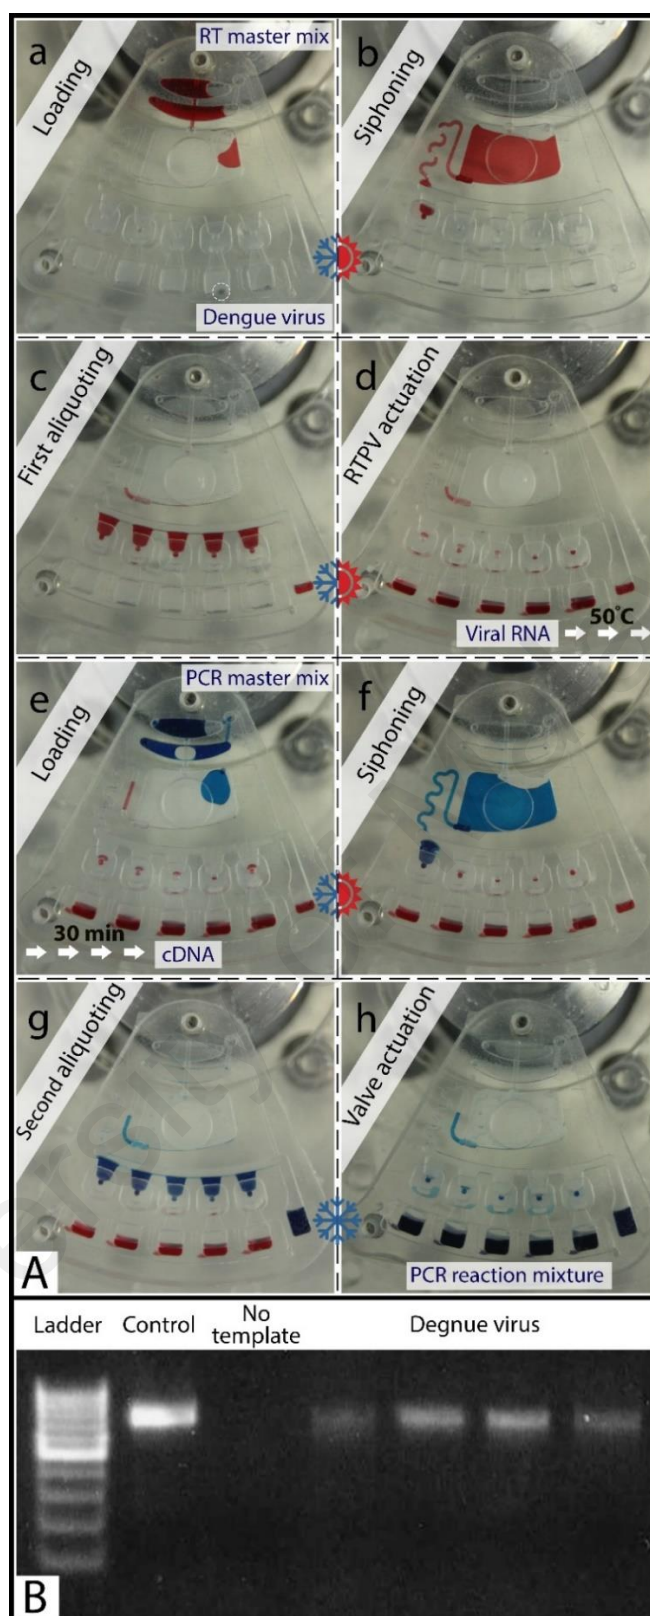 a
RT master mix
Loading
Dengue virus
b
Siphoning
c
First aliquoting
d
RTPV actuation
Viral RNA
50°C
e
PCR master mix
Loading
30 min
cDNA
f
Siphoning
g
Second aliquoting
A
h
Valve actuation
PCR reaction mixture
Ladder
Control
No
template
Degnue virus
B